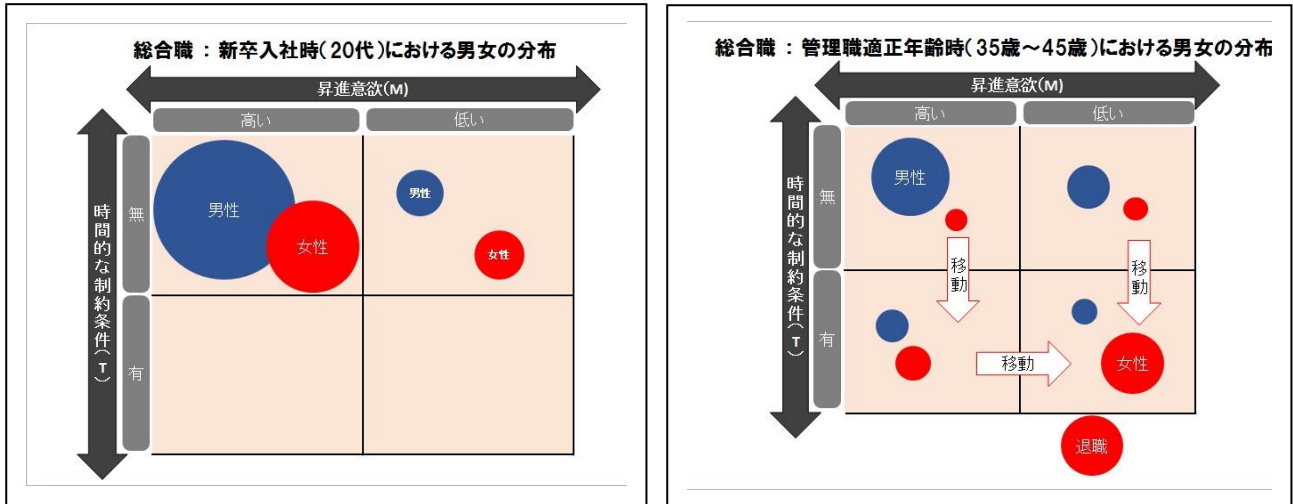 総合職 : 新卒入社時(20代)における男女の分布
昇進意欲(M)
高い
低い
時間的な制約条件(T)
無
有
男性
女性
男性
女性
総合職 : 管理職適正年齢時(35歳～45歳)における男女の分布
昇進意欲(M)
高い
低い
時間的な制約条件(T)
無
有
男性
移動
移動
移動
女性
退職